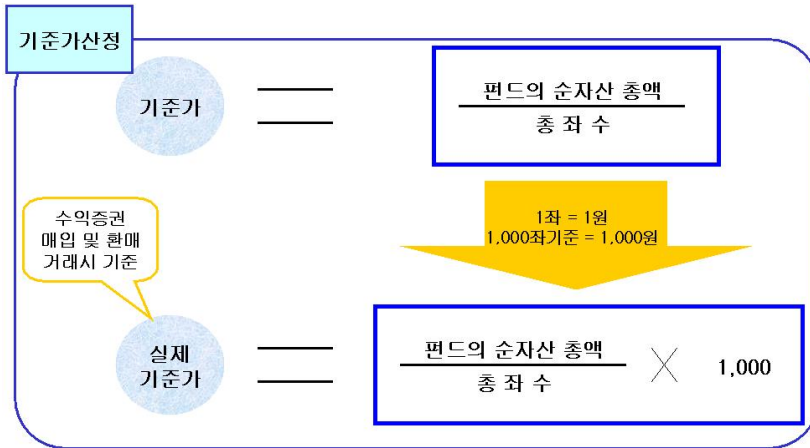 기준가산정
기준가
펀드의 순자산 총액
총 좌 수
수익증권
매입 및 환매
거래시 기준
1좌 = 1원
1,000좌기준 = 1,000원
실제
기준가
펀드의 순자산 총액
총 좌 수
1,000